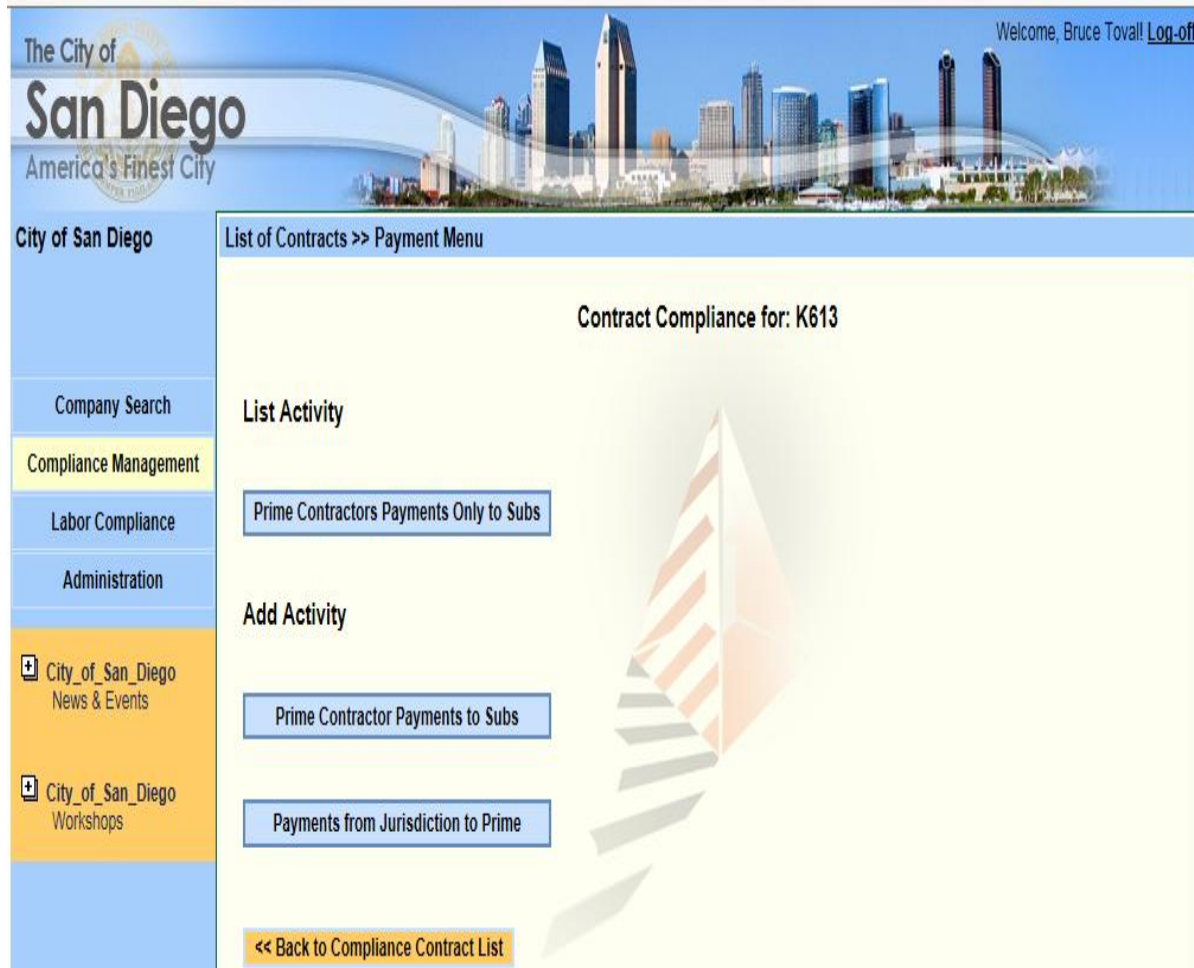 The City of
San Diego
America's Finest City
Welcome, Bruce Tovall! Log-off
City of San Diego
List of Contracts >> Payment Menu
Contract Compliance for: K613
Company Search
Compliance Management
Labor Compliance
Administration
City_of_San_Diego
News & Events
City_of_San_Diego
Workshops
List Activity
Prime Contractors Payments Only to Subs
Add Activity
Prime Contractor Payments to Subs
Payments from Jurisdiction to Prime
<< Back to Compliance Contract List